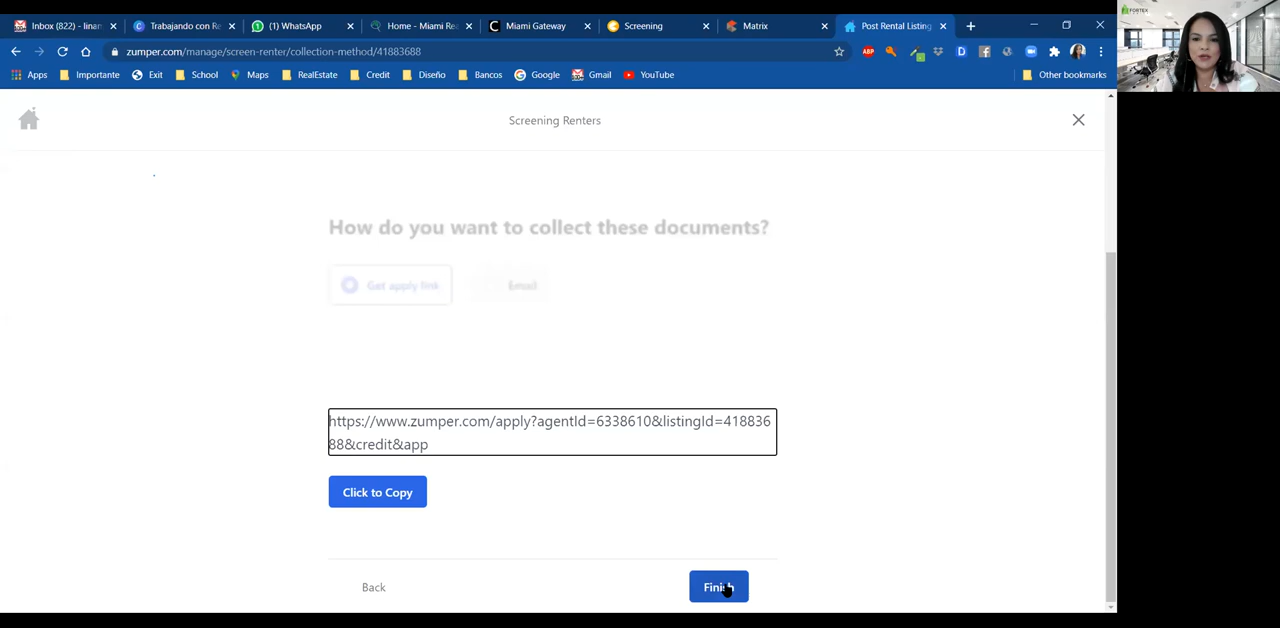 Inbox (822) - linar
Trabajando con Re
(1) WhatsApp
Home - Miami Rea
Miami Gateway
Screening
Matrix
Post Rental Listing
zumper.com/manage/screen-renter/collection-method/41883688
Apps
Importante
Exit
School
Maps
RealEstate
Credit
Diseño
Bancos
Google
Gmail
YouTube
Other bookmarks
FORTEX
Screening Renters
How do you want to collect these documents?
Get apply link
Email
https://www.zumper.com/apply?agentId=6338610&listingId=418836
88&credit&app
Click to Copy
Back
Finish